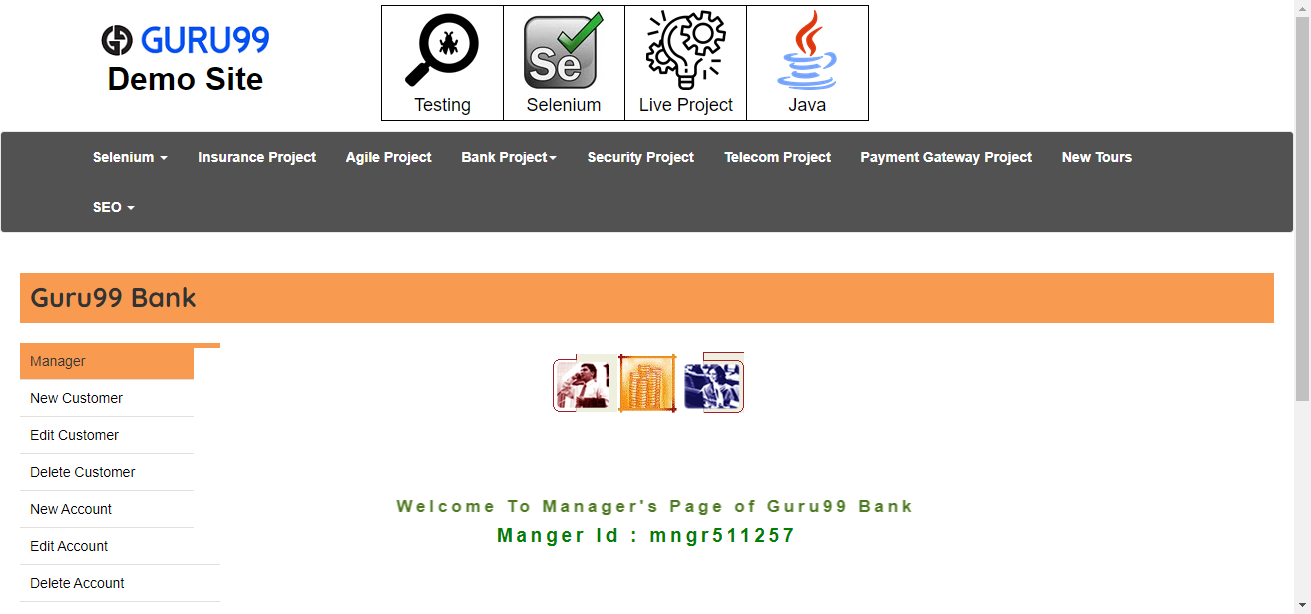 GURU99
Demo Site
Testing
Se
Selenium
Live Project
Java
Selenium
Insurance Project
Agile Project
Bank Project
Security Project
Telecom Project
Payment Gateway Project
New Tours
SEO
Guru99 Bank
Manager
New Customer
Edit Customer
Delete Customer
New Account
Edit Account
Delete Account
Welcome To Manager's Page of Guru99 Bank
Manger Id : mngr511257